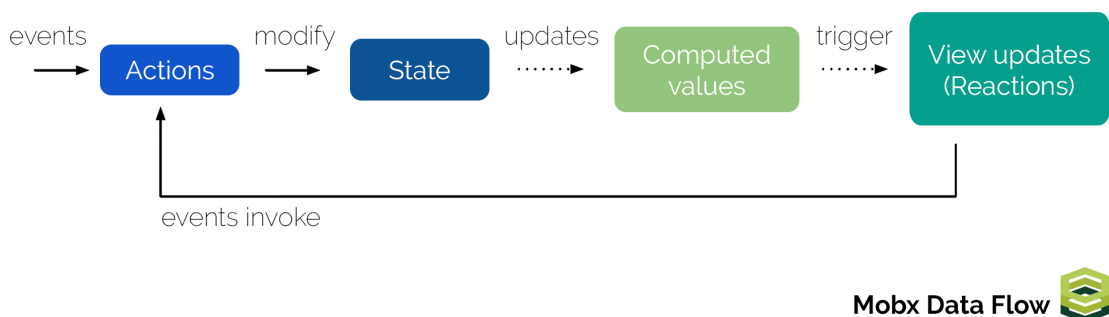 events
Actions
modify
State
updates
Computed
values
trigger
View updates
(Reactions)
events invoke
Mobx Data Flow